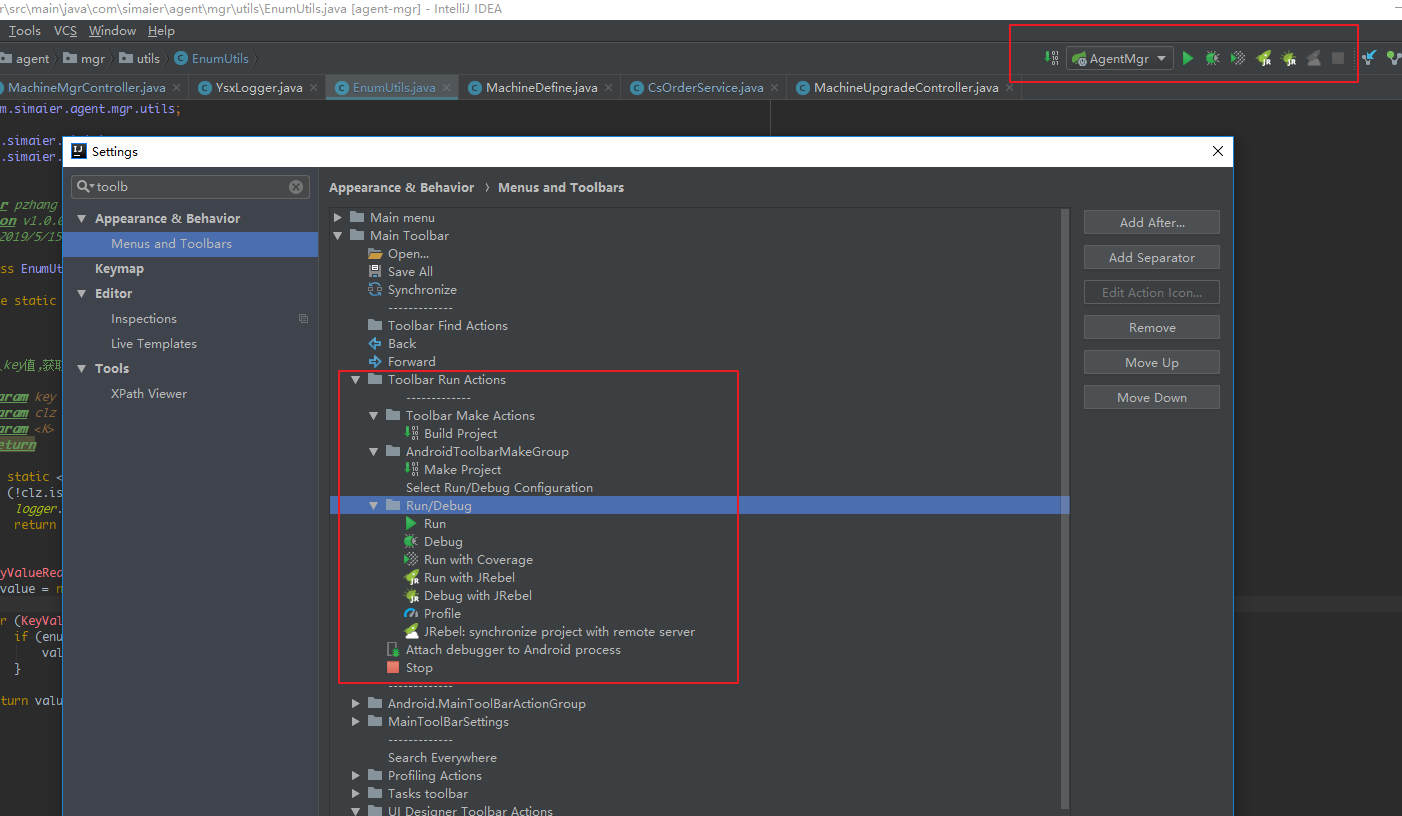 r\src\main\java\com\simaier\agent\mgr\utils\EnumUtils.java [agent-mgr] - IntelliJ IDEA
Tools VCS Window Help
agent mgr utils EnumUtils
AgentMgr
MachineMgrController.java YsxLogger.java EnumUtils.java MachineDefine.java CsOrderService.java MachineUpgradeController.java
m.simaier.agent.mgr.utils;
.simaier.
.simaier.
r pzhang
on v1.0.0
2019/5/15
ss EnumUt
e static
key值,获取
aram key
aram clz
aram <K>
eturn
static <
(!clz.is
logger.
return
yValueRea
value = n
r (KeyVal
if (enu
val
}
turn valu
Settings
toolb
Appearance & Behavior
Menus and Toolbars
Keymap
Editor
Inspections
Live Templates
Tools
XPath Viewer
Appearance & Behavior › Menus and Toolbars
Main menu
Main Toolbar
Open...
Save All
Synchronize
-------------
Toolbar Find Actions
Back
Forward
Toolbar Run Actions
-------------
Toolbar Make Actions
Build Project
AndroidToolbarMakeGroup
Make Project
Select Run/Debug Configuration
Run/Debug
Run
Debug
Run with Coverage
Run with JRebel
Debug with JRebel
Profile
JRebel: synchronize project with remote server
Attach debugger to Android process
Stop
-------------
Android.MainToolBarActionGroup
MainToolBarSettings
-------------
Search Everywhere
Profiling Actions
Tasks toolbar
UI Designer Toolbar Actions
Add After...
Add Separator
Edit Action Icon...
Remove
Move Up
Move Down